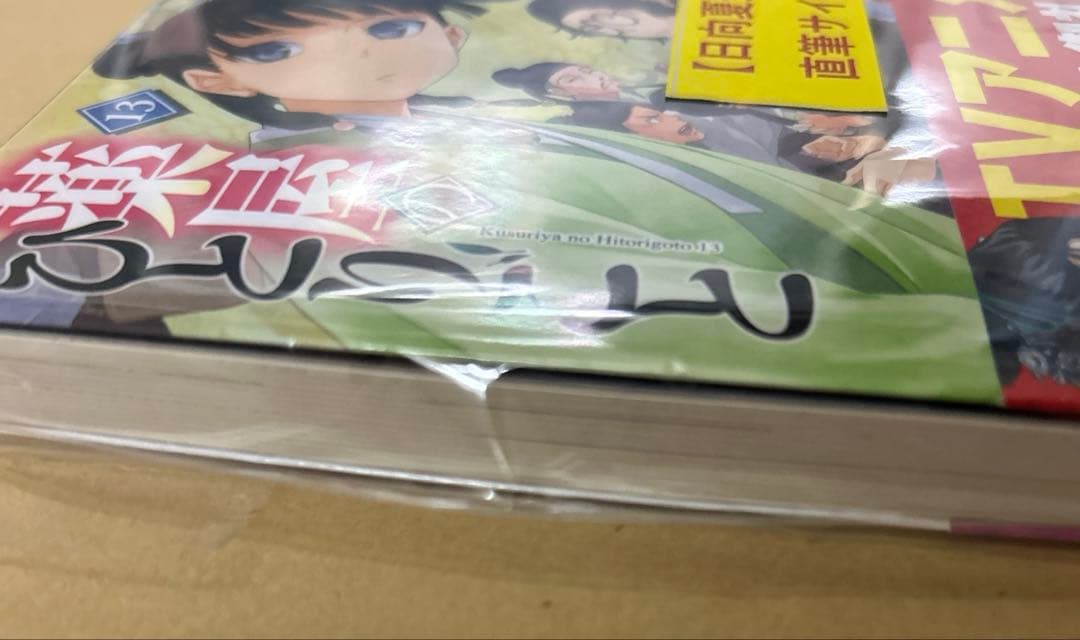 13
薬屋の
ひとりごと
Kusuriya no Hitorigoto 13
【日向夏
直筆サイ
TVアニメ